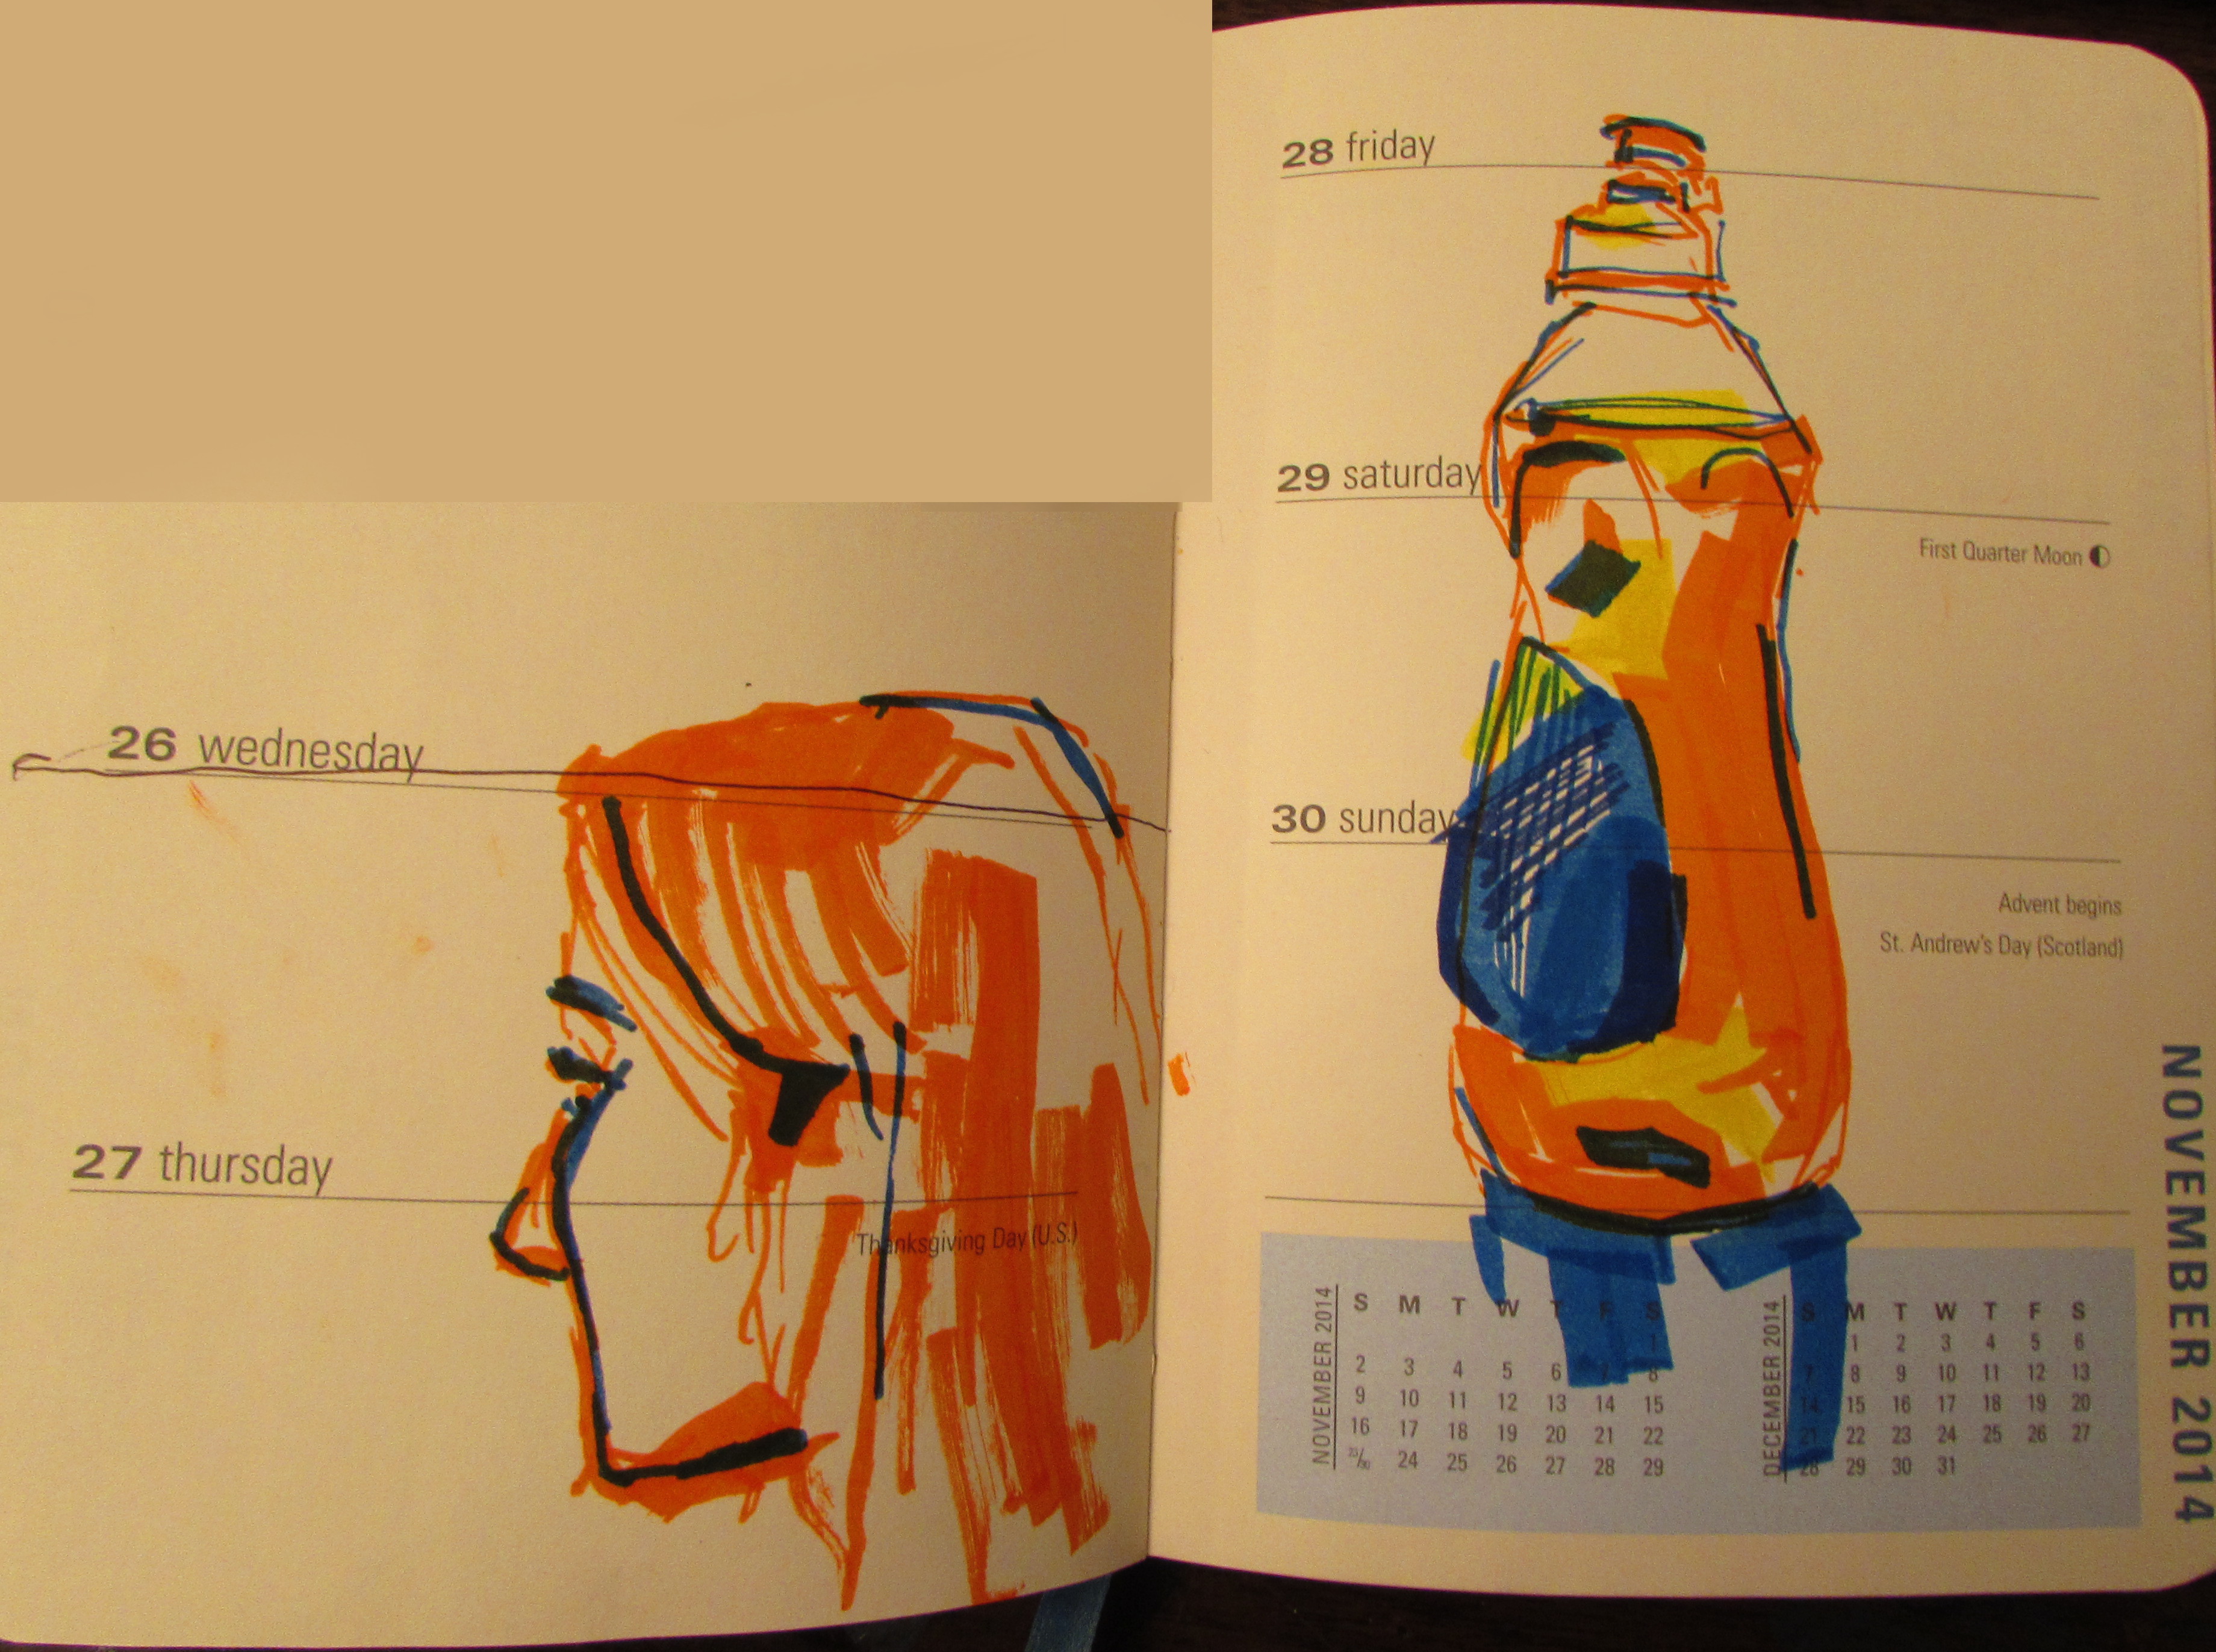 26 wednesday
27 thursday
Thanksgiving Day (U.S.)
28 friday
29 saturday
First Quarter Moon
30 sunday
Advent begins
St. Andrew's Day (Scotland)
NOVEMBER 2014
S M T W T F S
1
2 3 4 5 6 7 8
9 10 11 12 13 14 15
16 17 18 19 20 21 22
24 25 26 27 28 29
DECEMBER 2014
S M T W T F S
1 2 3 4 5 6
7 8 9 10 11 12 13
14 15 16 17 18 19 20
21 22 23 24 25 26 27
28 29 30 31
NOVEMBER 2014